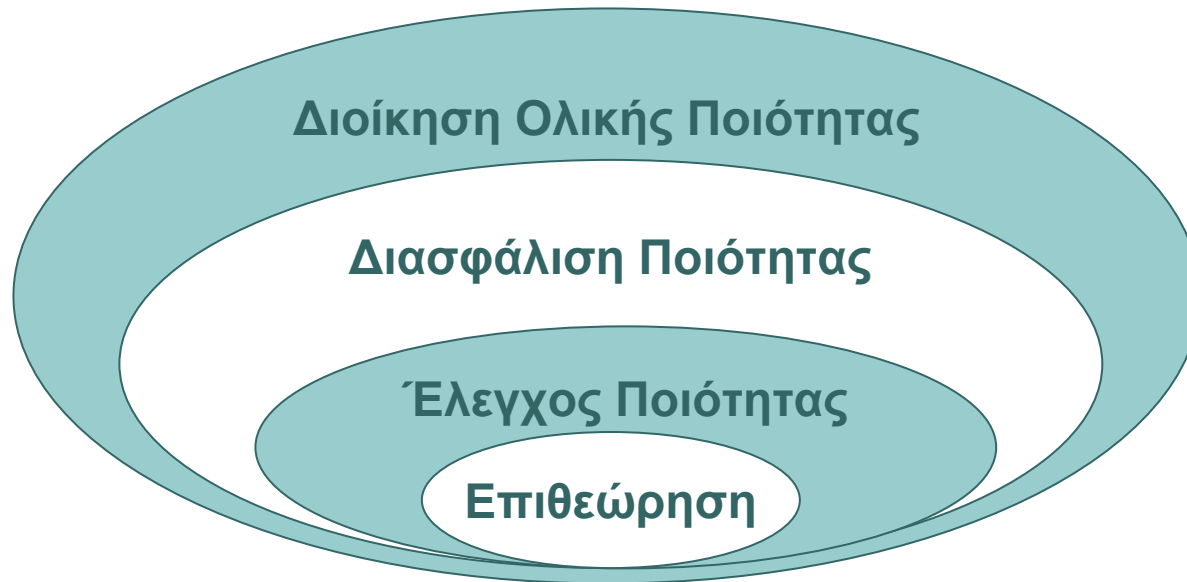 Διοίκηση Ολικής Ποιότητας
Διασφάλιση Ποιότητας
Έλεγχος Ποιότητας
Επιθεώρηση